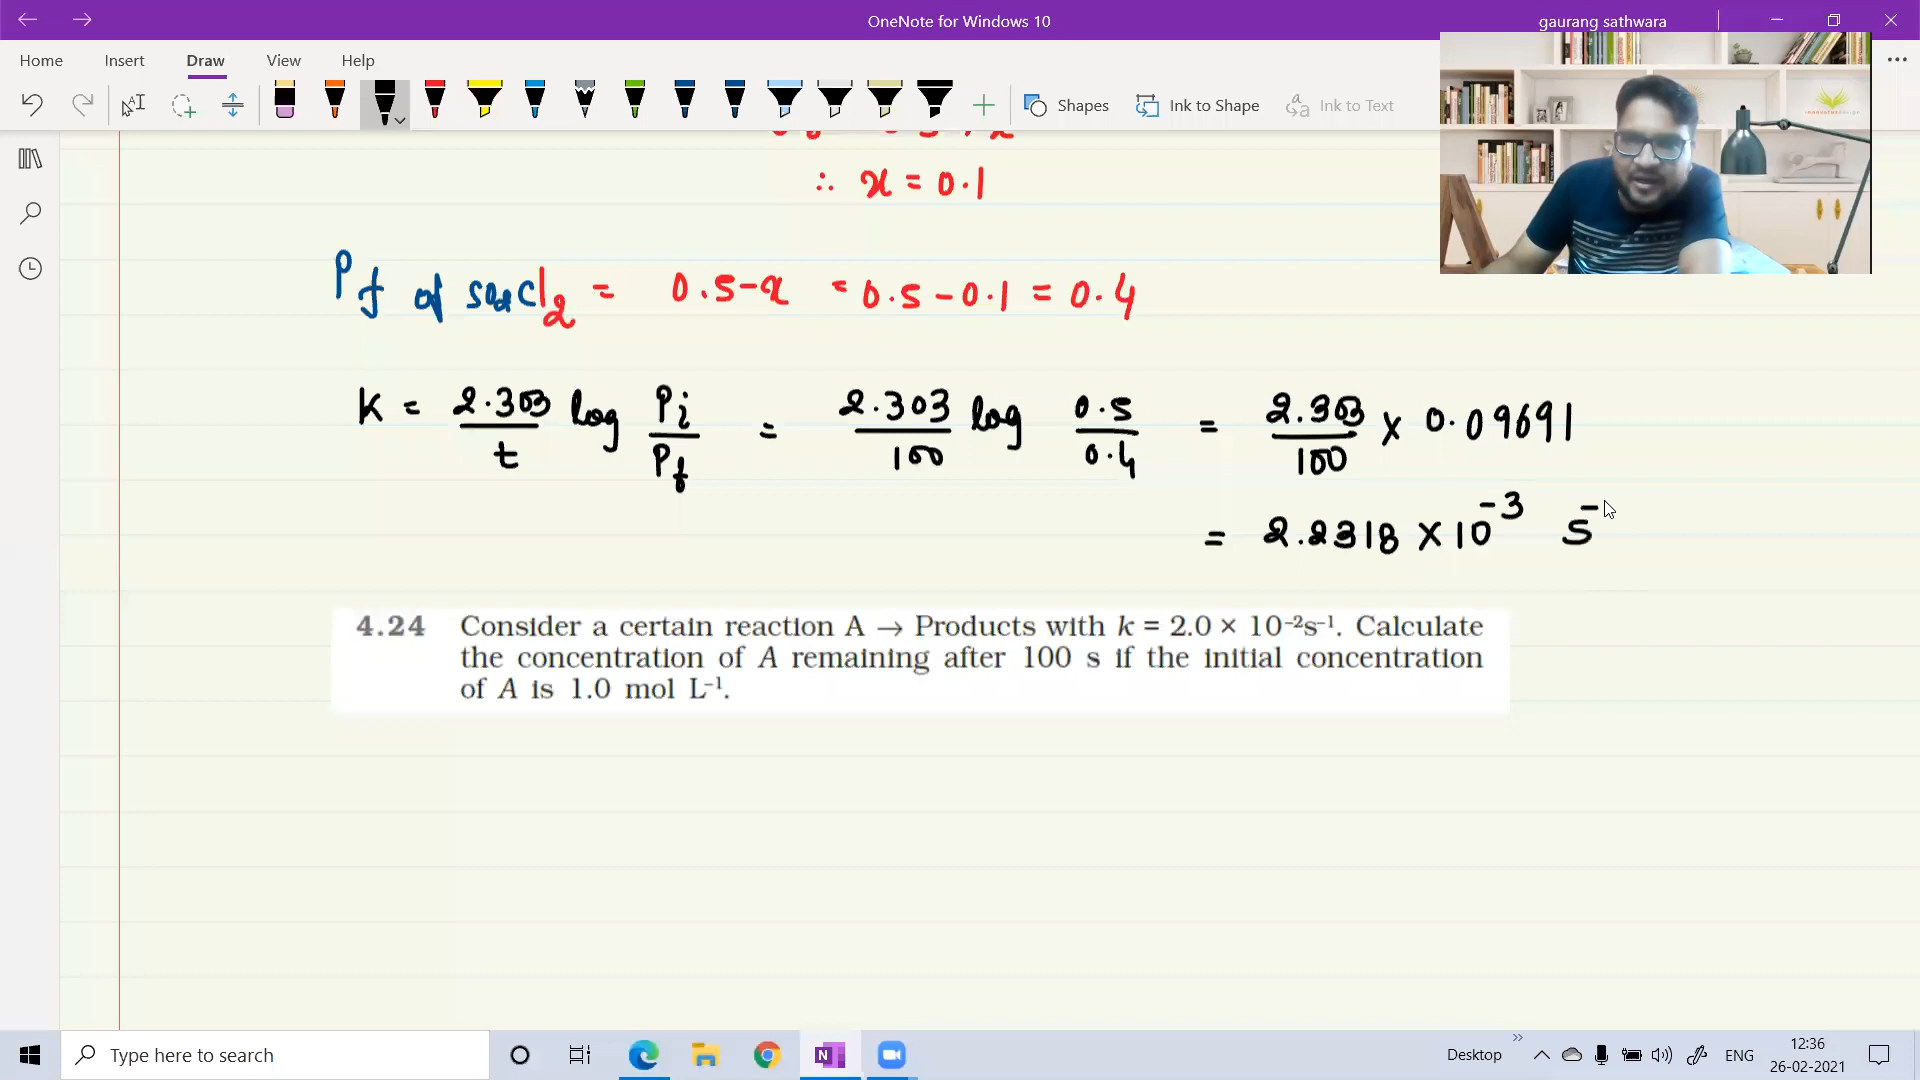 OneNote for Windows 10
gaurang sathwara
Home Insert Draw View Help
Shapes Ink to Shape Ink to Text
∴ x = 0.1
Pf of SO2Cl2 = 0.5-x = 0.5-0.1 = 0.4
K = 2.303/t log Pi/Pf = 2.303/100 log 0.5/0.4 = 2.303/100 × 0.09691
= 2.2318 × 10⁻³ s⁻
4.24 Consider a certain reaction A → Products with k = 2.0 × 10⁻²s⁻¹. Calculate
the concentration of A remaining after 100 s if the initial concentration
of A is 1.0 mol L⁻¹.
Type here to search
Desktop
ENG
12:36
26-02-2021